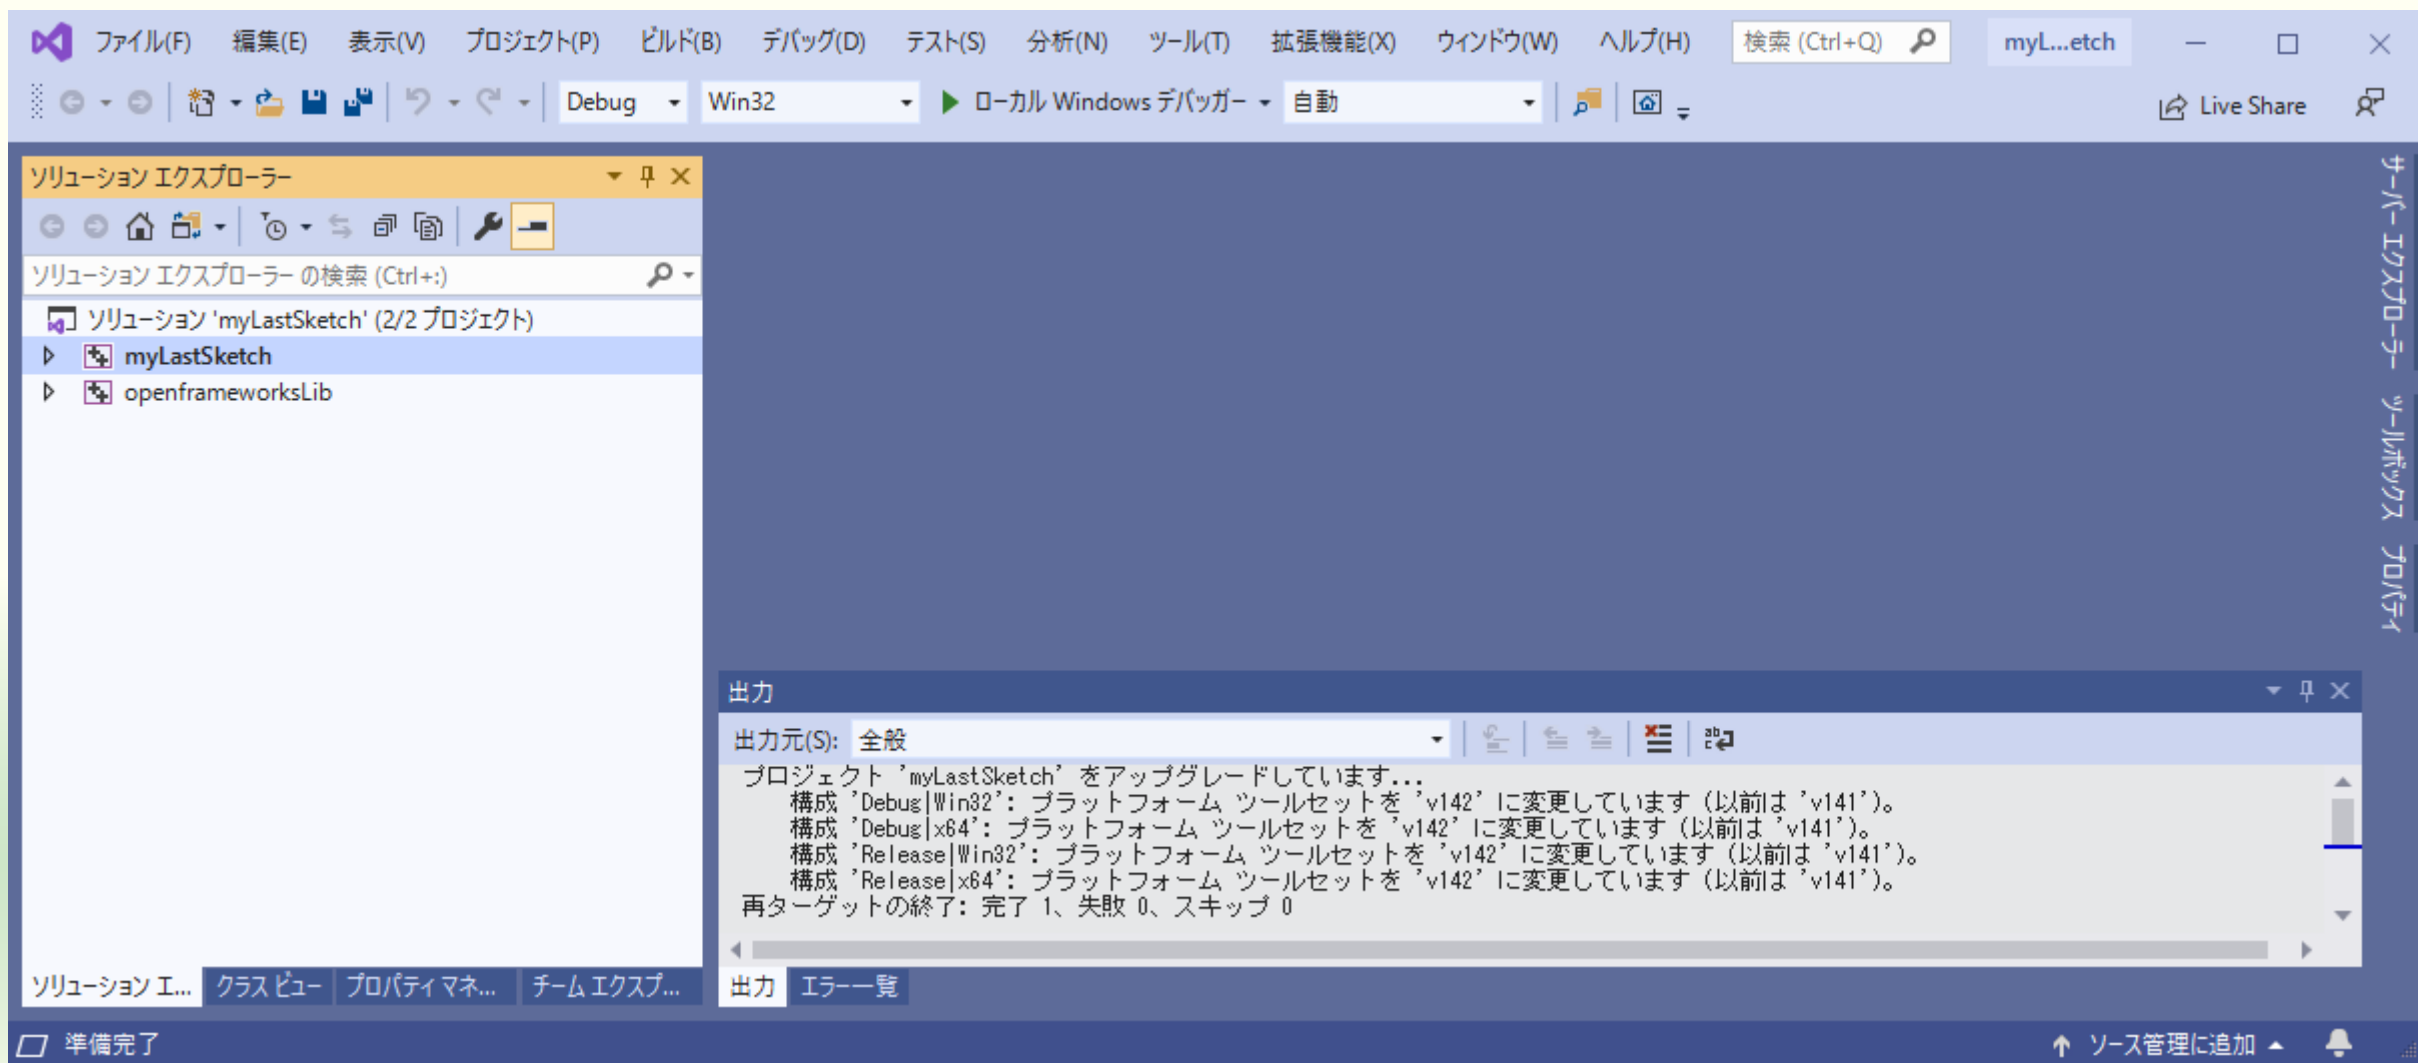 ファイル(F) 編集(E) 表示(V) プロジェクト(P) ビルド(B) デバッグ(D) テスト(S) 分析(N) ツール(T) 拡張機能(X) ウィンドウ(W) ヘルプ(H) 検索 (Ctrl+Q) myL...etch
Debug Win32 ローカル Windows デバッガー 自動 Live Share
ソリューション エクスプローラー
ソリューション エクスプローラー の検索 (Ctrl+:)
ソリューション 'myLastSketch' (2/2 プロジェクト)
myLastSketch
openframeworksLib
ソリューション エ... クラス ビュー プロパティ マネ... チーム エクスプ...
出力
出力元(S): 全般
プロジェクト 'myLastSketch' をアップグレードしています...
構成 'Debug|Win32': プラットフォーム ツールセットを 'v142' に変更しています (以前は 'v141')。
構成 'Debug|x64': プラットフォーム ツールセットを 'v142' に変更しています (以前は 'v141')。
構成 'Release|Win32': プラットフォーム ツールセットを 'v142' に変更しています (以前は 'v141')。
構成 'Release|x64': プラットフォーム ツールセットを 'v142' に変更しています (以前は 'v141')。
再ターゲットの終了: 完了 1、失敗 0、スキップ 0
出力 エラー一覧
サーバー エクスプローラー
ツールボックス
プロパティ
準備完了 ソース管理に追加